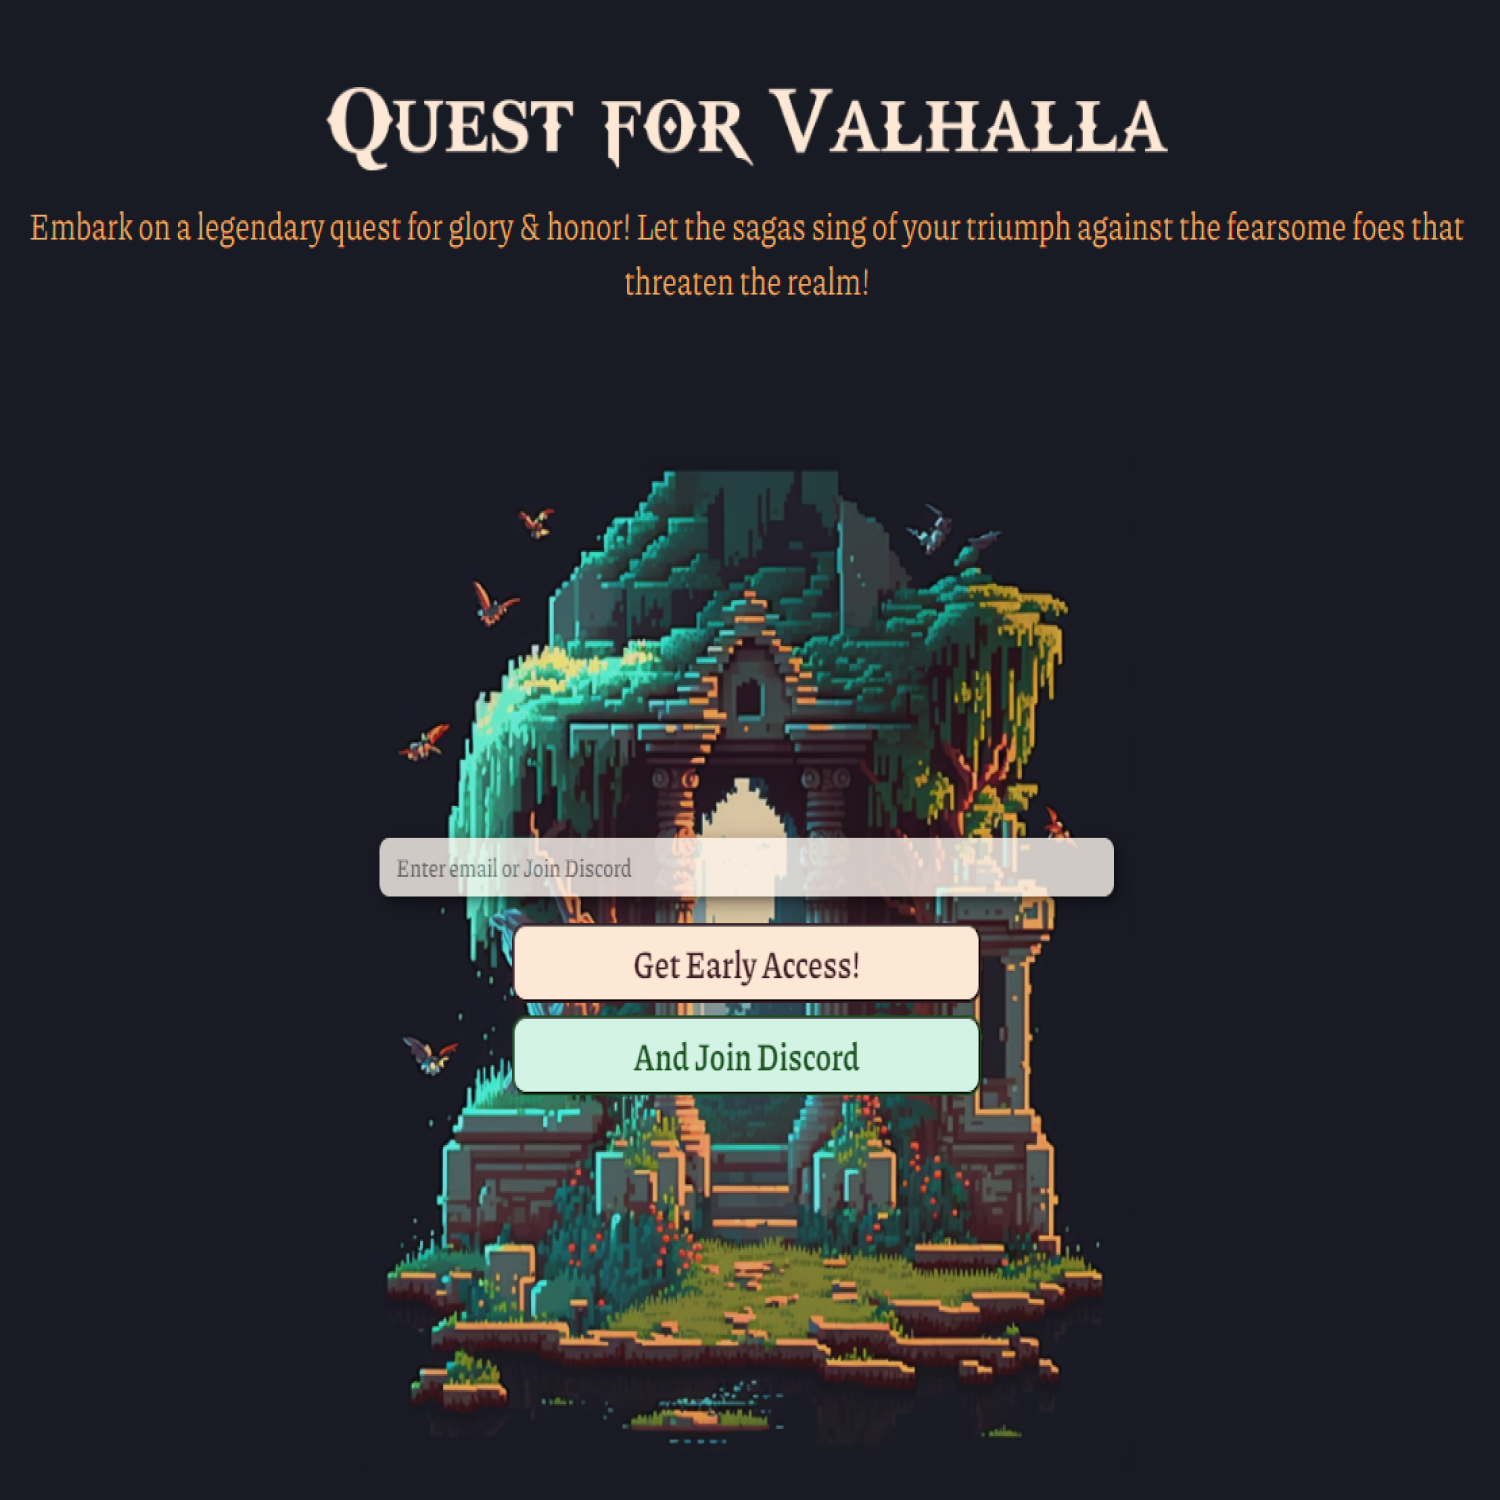 Quest for Valhalla
Embark on a legendary quest for glory & honor! Let the sagas sing of your triumph against the fearsome foes that
threaten the realm!
Enter email or Join Discord
Get Early Access!
And Join Discord